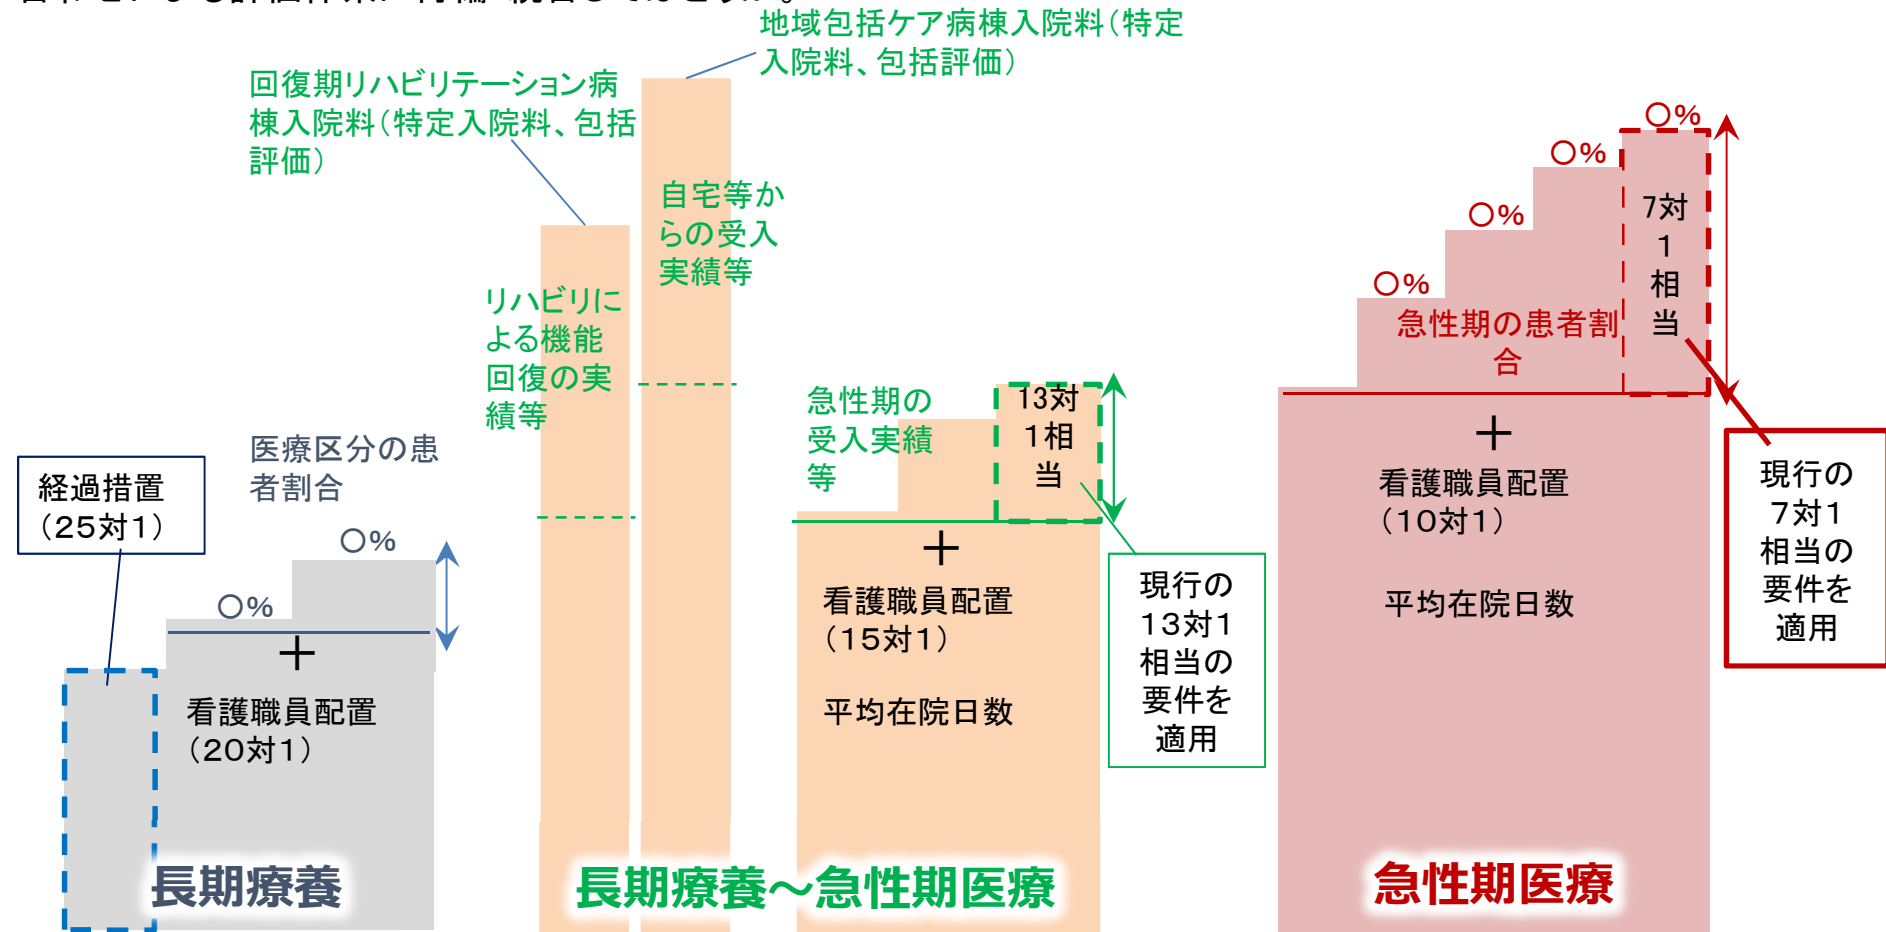 地域包括ケア病棟入院料（特定
入院料、包括評価）
回復期リハビリテーション病
棟入院料（特定入院料、包括
評価）
自宅等か
らの受入
実績等
リハビリに
よる機能
回復の実
績等
急性期の
受入実績
等
13対
1相
当
＋
看護職員配置
（15対1）
平均在院日数
現行の
13対1
相当の
要件を
適用
医療区分の患
者割合
経過措置
（25対1）
〇%
〇%
＋
看護職員配置
（20対1）
〇%
〇%
〇%
〇%
7対
1
相
当
急性期の患者割
合
＋
看護職員配置
（10対1）
平均在院日数
現行の
7対1
相当の
要件を
適用
長期療養
長期療養～急性期医療
急性期医療